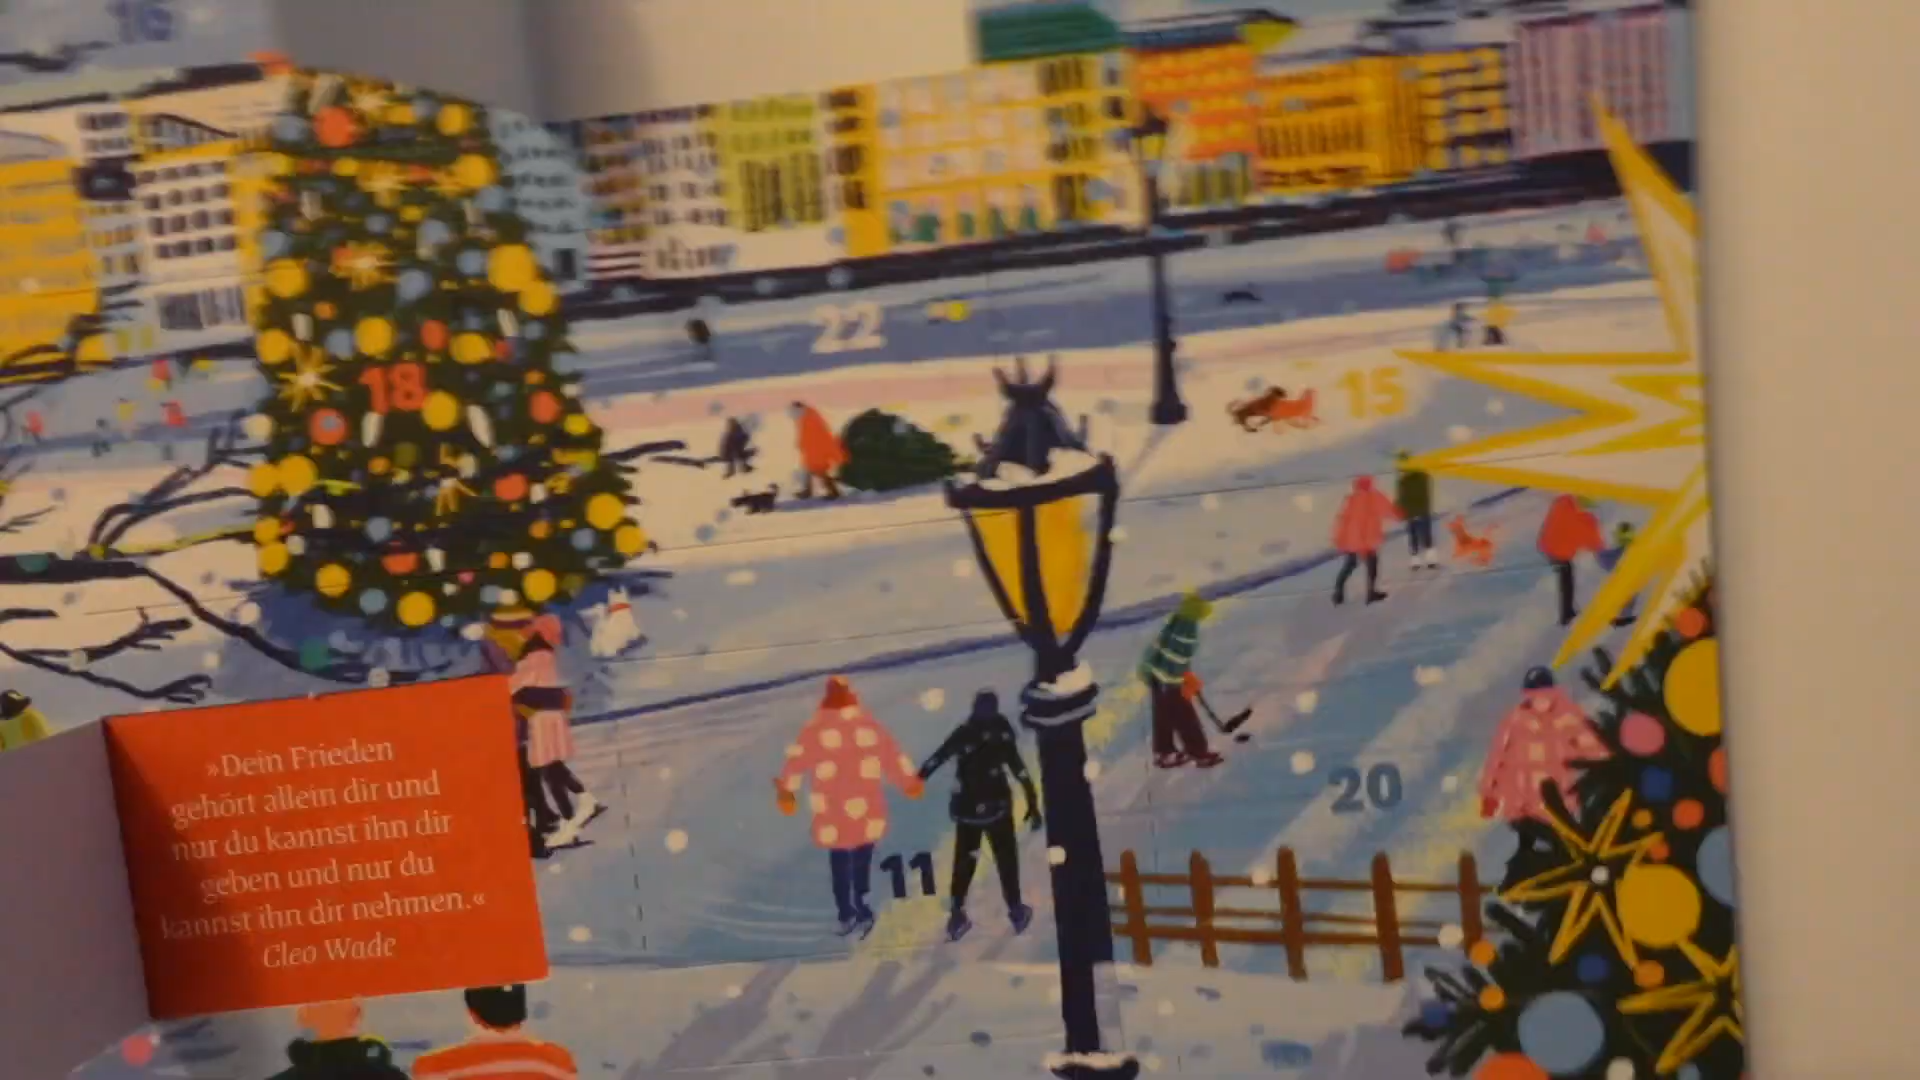 16
22
18
15
»Dein Frieden
gehört allein dir und
nur du kannst ihn dir
geben und nur du
kannst ihn dir nehmen.«
Cleo Wade
20
11